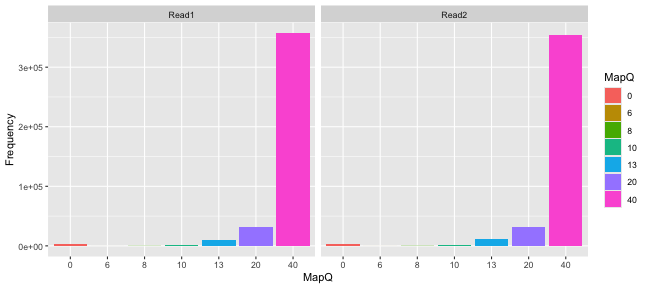 Read1
Read2
Frequency
3e+05
2e+05
1e+05
0e+00
0 6 8 10 13 20 40
0 6 8 10 13 20 40
MapQ
MapQ
0
6
8
10
13
20
40